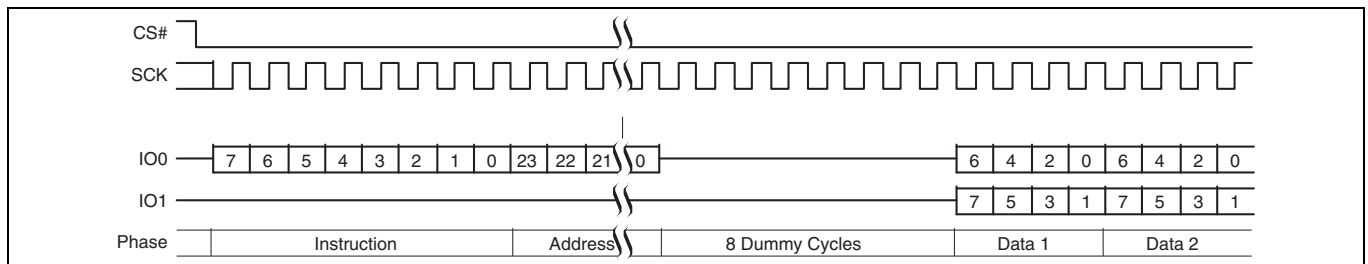 CS#
SCK
IO0 7 6 5 4 3 2 1 0 23 22 21 0 6 4 2 0 6 4 2 0
IO1 7 5 3 1 7 5 3 1
Phase Instruction Address 8 Dummy Cycles Data 1 Data 2